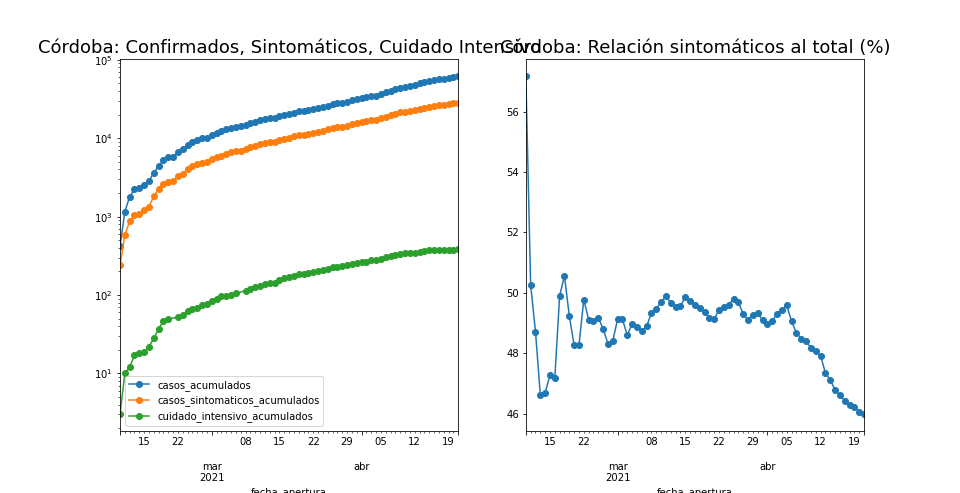 Córdoba: Confirmados, Sintomáticos, Cuidado Intensivo
Córdoba: Relación sintomáticos al total (%)
10⁵
10⁴
10³
10²
10¹
casos_acumulados
casos_sintomaticos_acumulados
cuidado_intensivo_acumulados
15 22 08 15 22 29 05 12 19
mar abr
2021
fecha_apertura
56
54
52
50
48
46
15 22 08 15 22 29 05 12 19
mar abr
2021
fecha_apertura